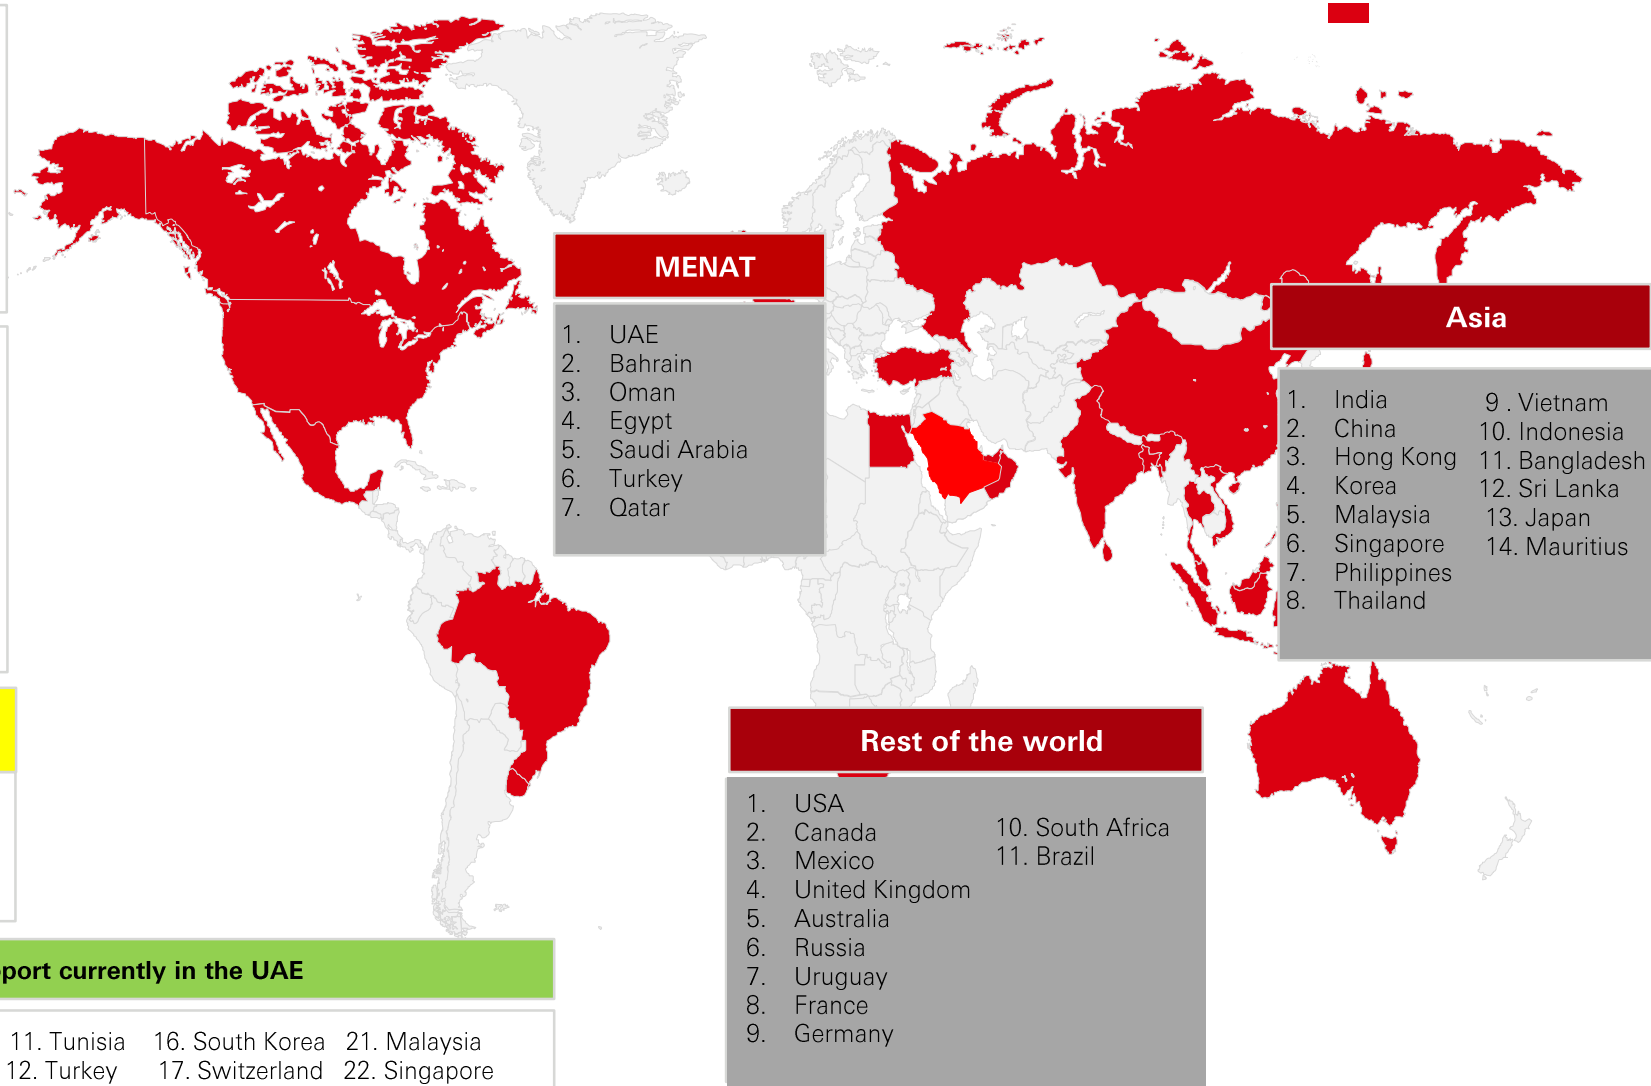 MENAT
1. UAE
2. Bahrain
3. Oman
4. Egypt
5. Saudi Arabia
6. Turkey
7. Qatar
Asia
1. India
2. China
3. Hong Kong
4. Korea
5. Malaysia
6. Singapore
7. Philippines
8. Thailand
9 . Vietnam
10. Indonesia
11. Bangladesh
12. Sri Lanka
13. Japan
14. Mauritius
Rest of the world
1. USA
2. Canada
3. Mexico
4. United Kingdom
5. Australia
6. Russia
7. Uruguay
8. France
9. Germany
10. South Africa
11. Brazil
port currently in the UAE
11. Tunisia 16. South Korea 21. Malaysia
12. Turkey 17. Switzerland 22. Singapore